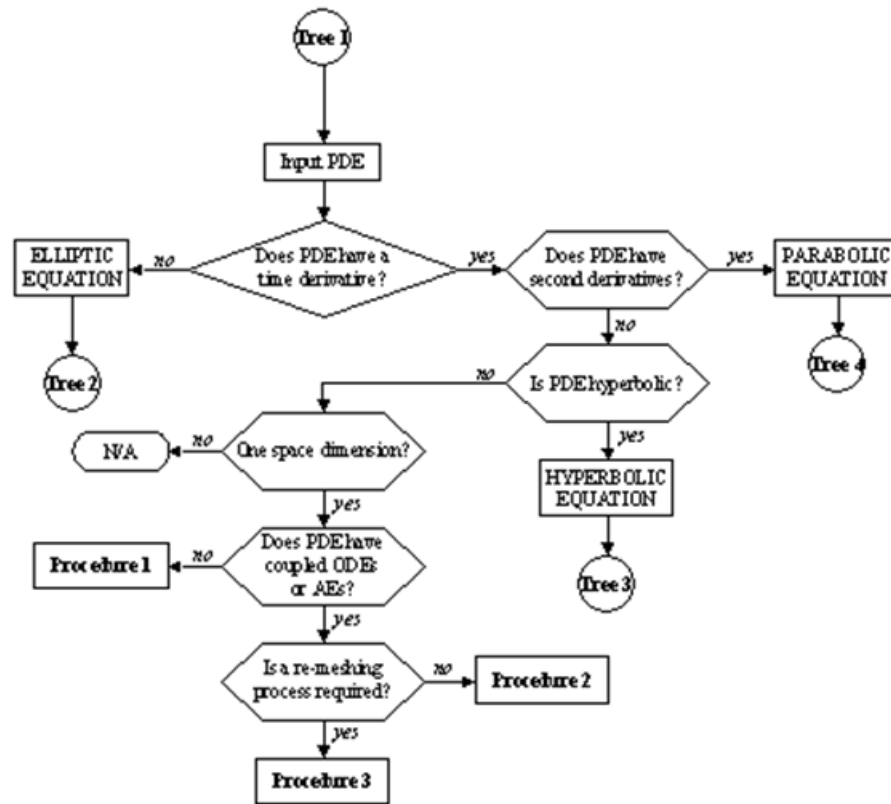 Tree 1
Input PDE
ELLIPTIC
EQUATION
no
Does PDE have a
time derivative?
yes
Does PDE have
second derivatives?
yes
PARABOLIC
EQUATION
no
Tree 2
Tree 4
no
Is PDE hyperbolic?
N/A
no
One space dimension?
yes
HYPERBOLIC
EQUATION
yes
Procedure 1
no
Does PDE have
coupled ODEs
or AEs?
Tree 3
yes
Is a re-meshing
process required?
no
Procedure 2
yes
Procedure 3